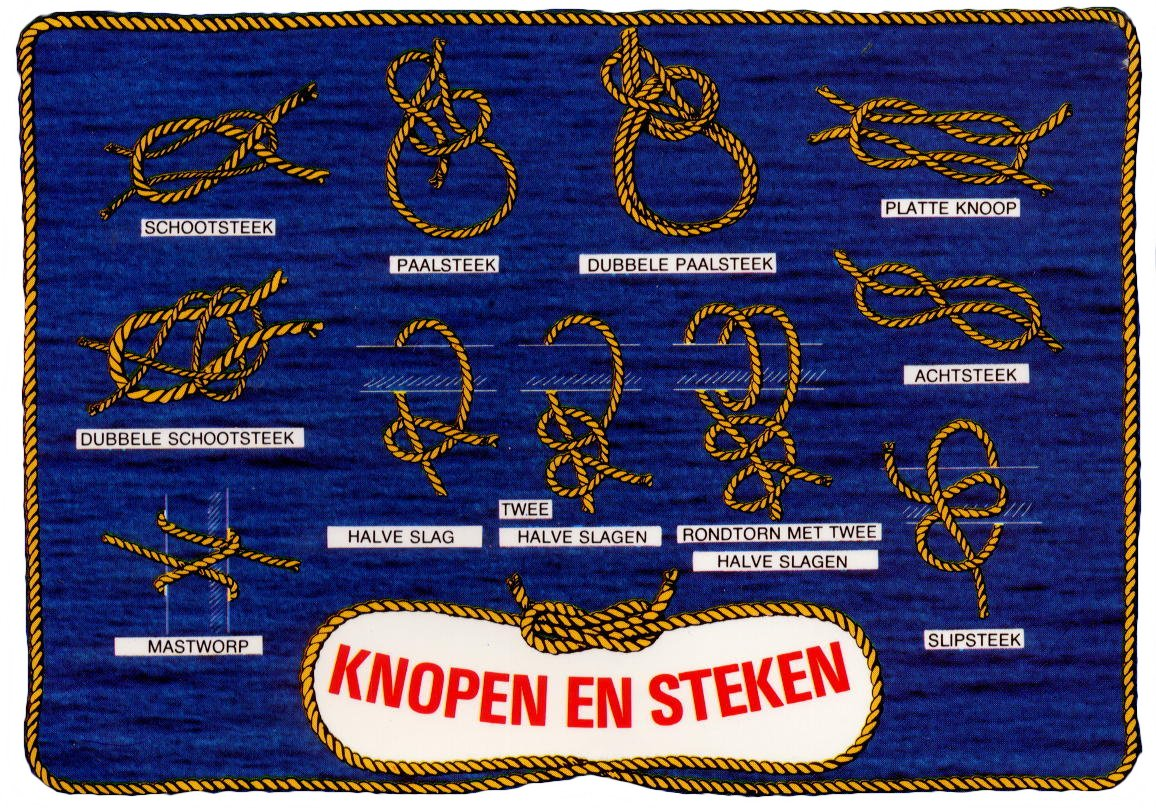 SCHOOTSTEEK
PAALSTEEK
DUBBELE PAALSTEEK
PLATTE KNOOP
DUBBELE SCHOOTSTEEK
ACHTSTEEK
HALVE SLAG
TWEE
HALVE SLAGEN
RONDTORN MET TWEE
HALVE SLAGEN
MASTWORP
SLIPSTEEK
KNOPEN EN STEKEN